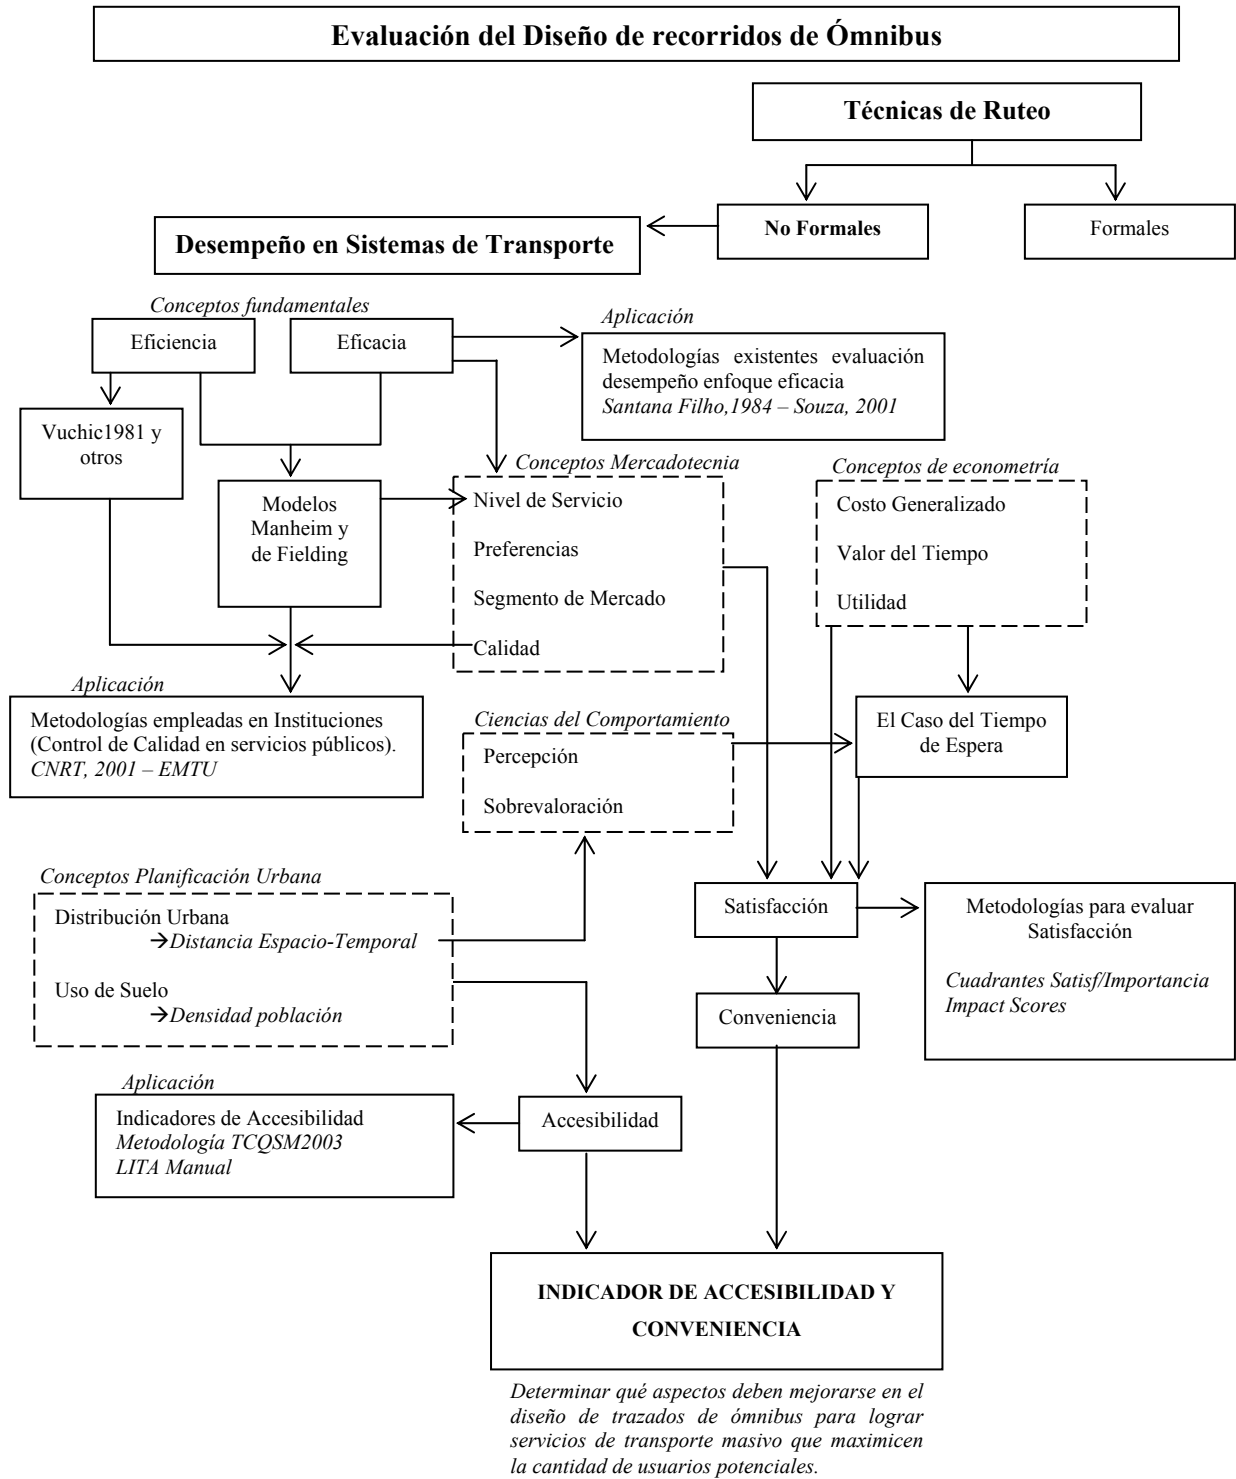 Evaluación del Diseño de recorridos de Ómnibus
Técnicas de Ruteo
No Formales
Formales
Desempeño en Sistemas de Transporte
Conceptos fundamentales
Eficiencia
Eficacia
Aplicación
Metodologías existentes evaluación
desempeño enfoque eficacia
Santana Filho,1984 – Souza, 2001
Vuchic1981 y
otros
Modelos
Manheim y
de Fielding
Conceptos Mercadotecnia
Nivel de Servicio
Preferencias
Segmento de Mercado
Calidad
Conceptos de econometría
Costo Generalizado
Valor del Tiempo
Utilidad
Aplicación
Metodologías empleadas en Instituciones
(Control de Calidad en servicios públicos).
CNRT, 2001 – EMTU
Ciencias del Comportamiento
Percepción
Sobrevaloración
El Caso del Tiempo
de Espera
Conceptos Planificación Urbana
Distribución Urbana
→Distancia Espacio-Temporal
Uso de Suelo
→Densidad población
Satisfacción
Metodologías para evaluar
Satisfacción
Cuadrantes Satisf/Importancia
Impact Scores
Conveniencia
Aplicación
Indicadores de Accesibilidad
Metodología TCQSM2003
LITA Manual
Accesibilidad
INDICADOR DE ACCESIBILIDAD Y
CONVENIENCIA
Determinar qué aspectos deben mejorarse en el
diseño de trazados de ómnibus para lograr
servicios de transporte masivo que maximicen
la cantidad de usuarios potenciales.